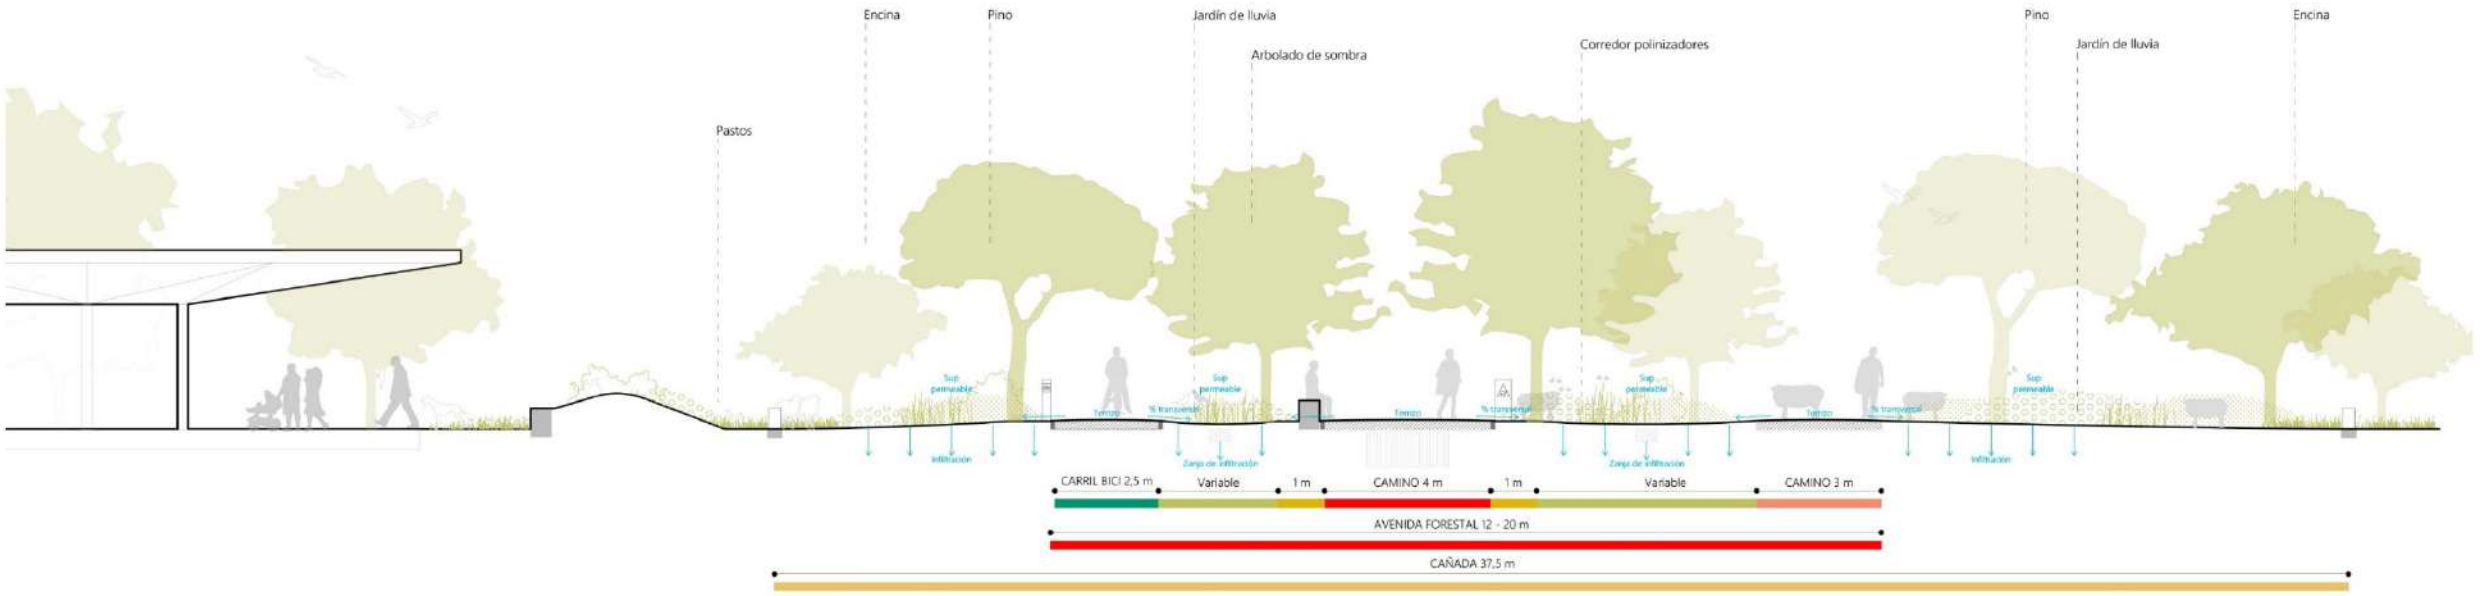 Encina
Pino
Jardín de lluvia
Pino
Encina
Corredor polinizadores
Jardín de lluvia
Arbolado de sombra
Pastos
Sup
permeable
Sup
permeable
Sup
permeable
Sup
permeable
Terrizo
% transversal
Terrizo
% transversal
Terrizo
% transversal
Infiltración
Zanja de infiltración
Zanja de infiltración
Infiltración
CARRIL BICI 2,5 m
Variable
1 m
CAMINO 4 m
1 m
Variable
CAMINO 3 m
AVENIDA FORESTAL 12 - 20 m
CAÑADA 37,5 m